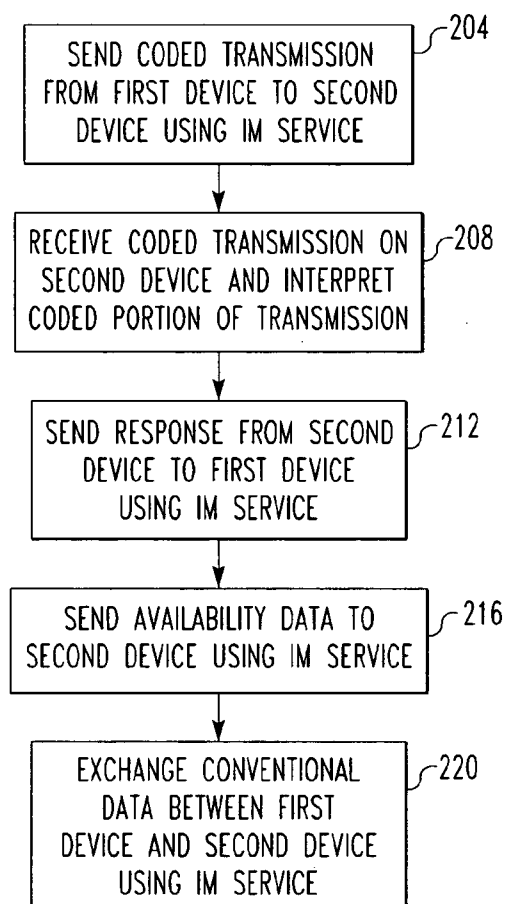 204
SEND CODED TRANSMISSION
FROM FIRST DEVICE TO SECOND
DEVICE USING IM SERVICE
208
RECEIVE CODED TRANSMISSION ON
SECOND DEVICE AND INTERPRET
CODED PORTION OF TRANSMISSION
212
SEND RESPONSE FROM SECOND
DEVICE TO FIRST DEVICE
USING IM SERVICE
216
SEND AVAILABILITY DATA TO
SECOND DEVICE USING IM SERVICE
220
EXCHANGE CONVENTIONAL
DATA BETWEEN FIRST
DEVICE AND SECOND DEVICE
USING IM SERVICE